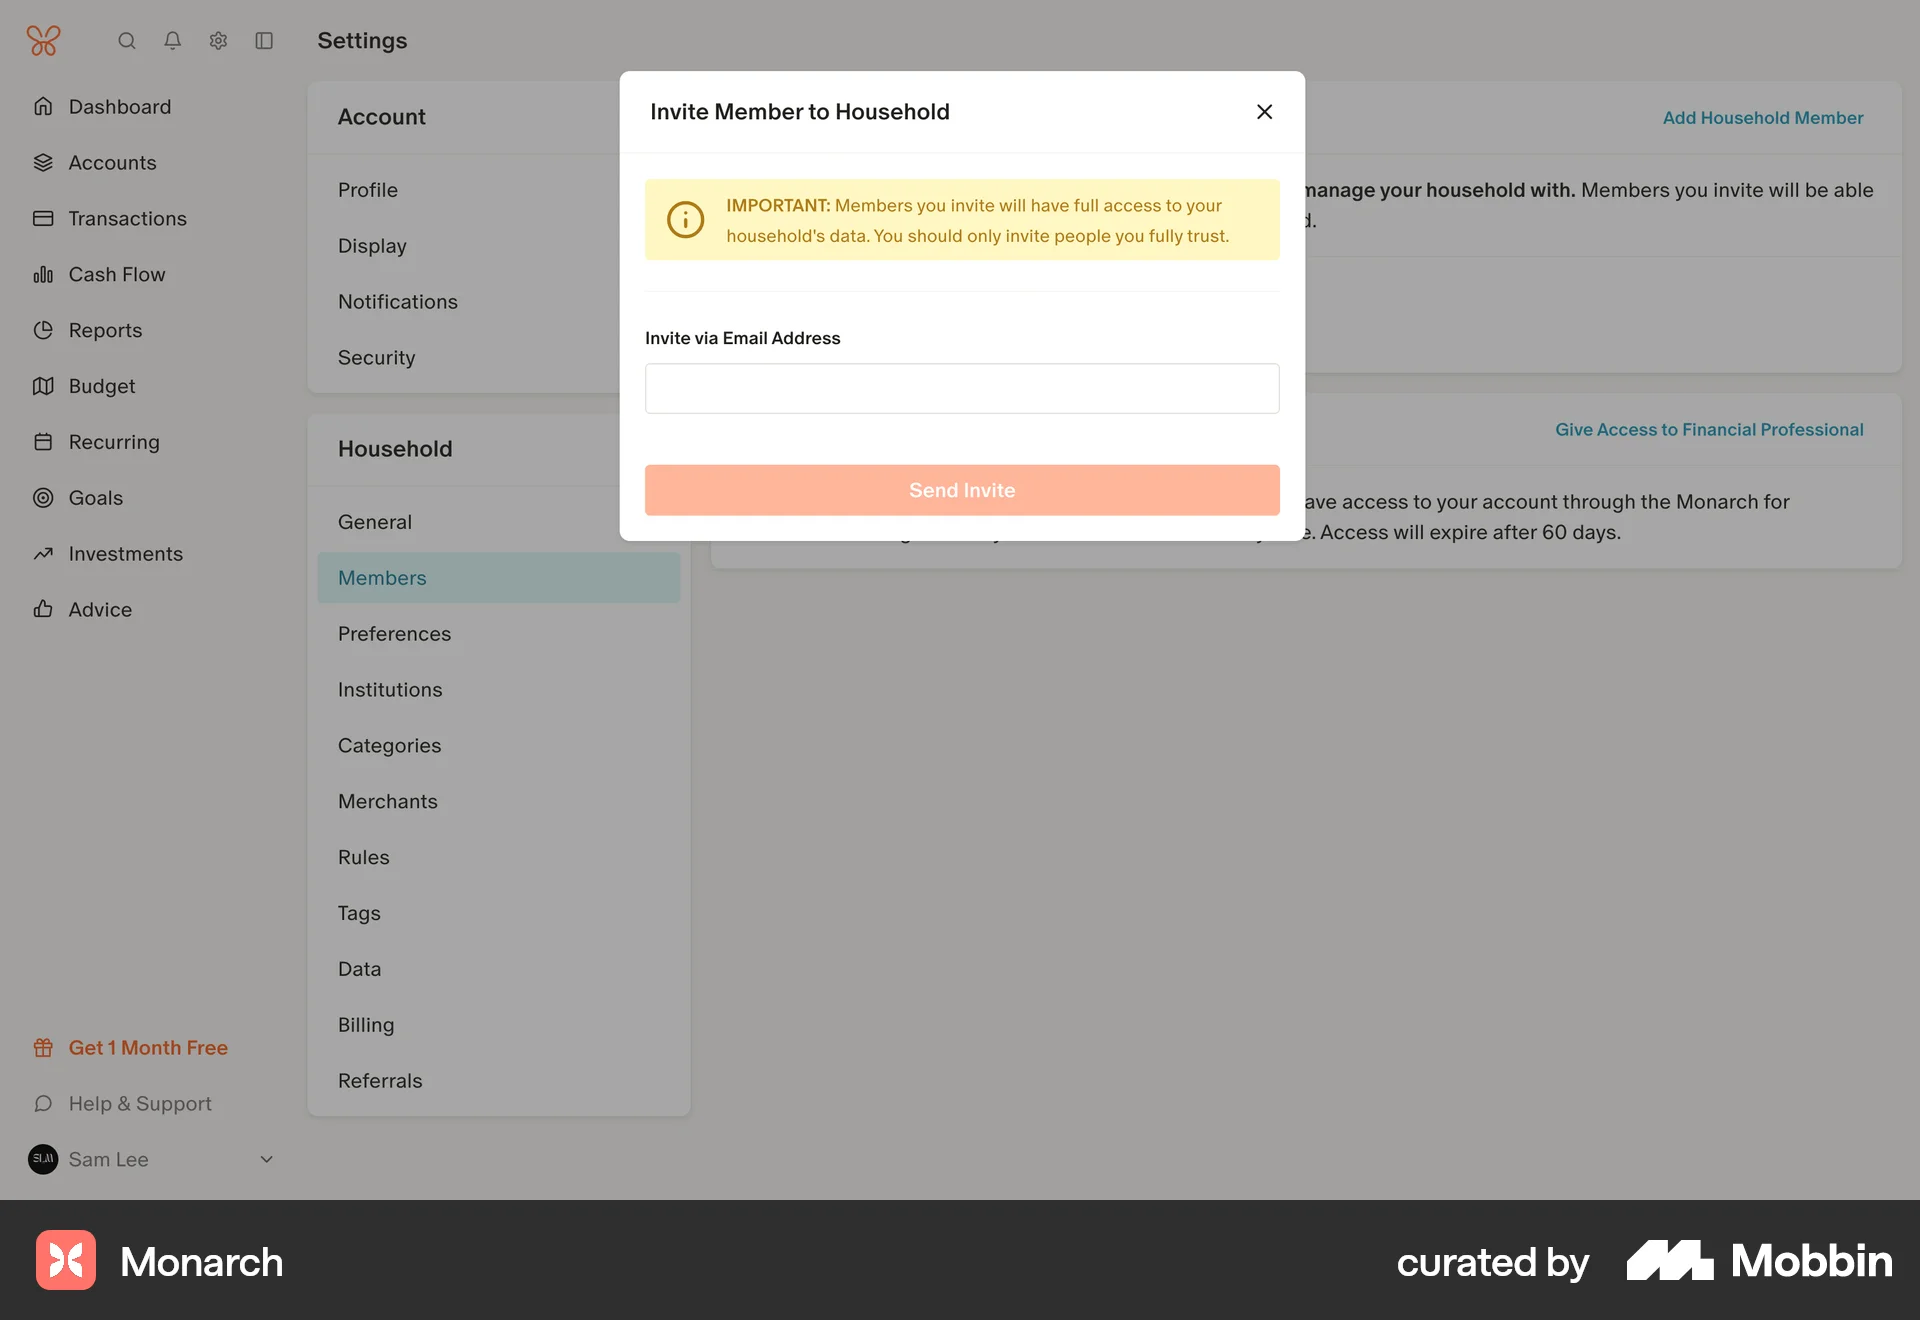 Settings
Dashboard
Accounts
Transactions
Cash Flow
Reports
Budget
Recurring
Goals
Investments
Advice
Get 1 Month Free
Help & Support
SLM
Sam Lee
Account
Profile
Display
Notifications
Security
Household
General
Members
Preferences
Institutions
Categories
Merchants
Rules
Tags
Data
Billing
Referrals
Invite Member to Household
IMPORTANT: Members you invite will have full access to your
household's data. You should only invite people you fully trust.
Invite via Email Address
Send Invite
Add Household Member
manage your household with. Members you invite will be able
d.
Give Access to Financial Professional
ave access to your account through the Monarch for
e. Access will expire after 60 days.
Monarch
curated by Mobbin